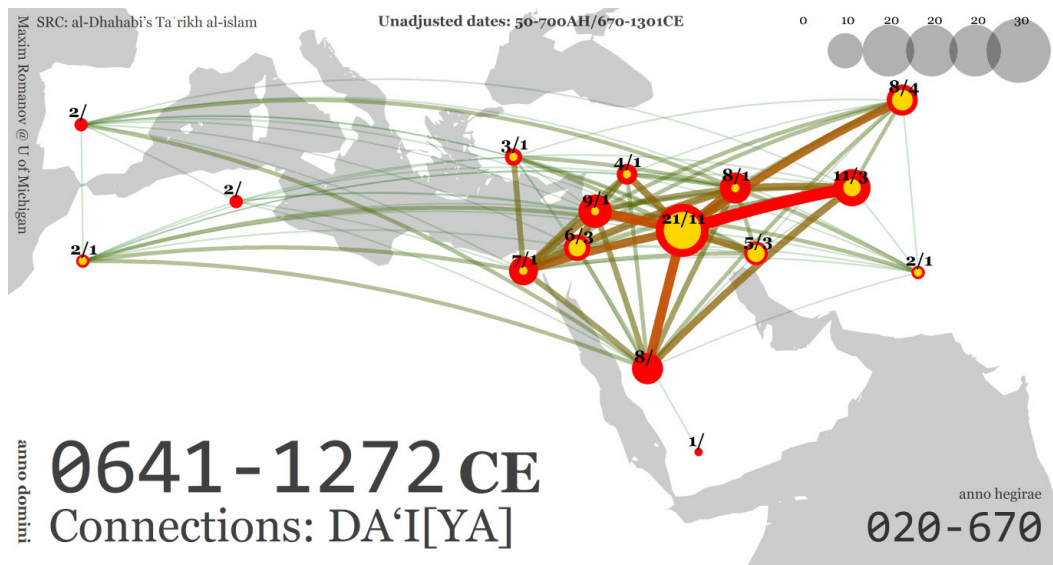 SRC: al-Dhahabi's Taʾrikh al-islam
Unadjusted dates: 50-700AH/670-1301CE
0 10 20 20 30
Maxim Romanov @ U of Michigan
8/4
2/
3/1
4/1
8/1
11/3
2/
9/1
21/11
6/3
5/3
2/1
7/1
2/1
8/
1/
anno domini
0641-1272 CE
Connections: DAʿI[YA]
anno hegirae
020-670